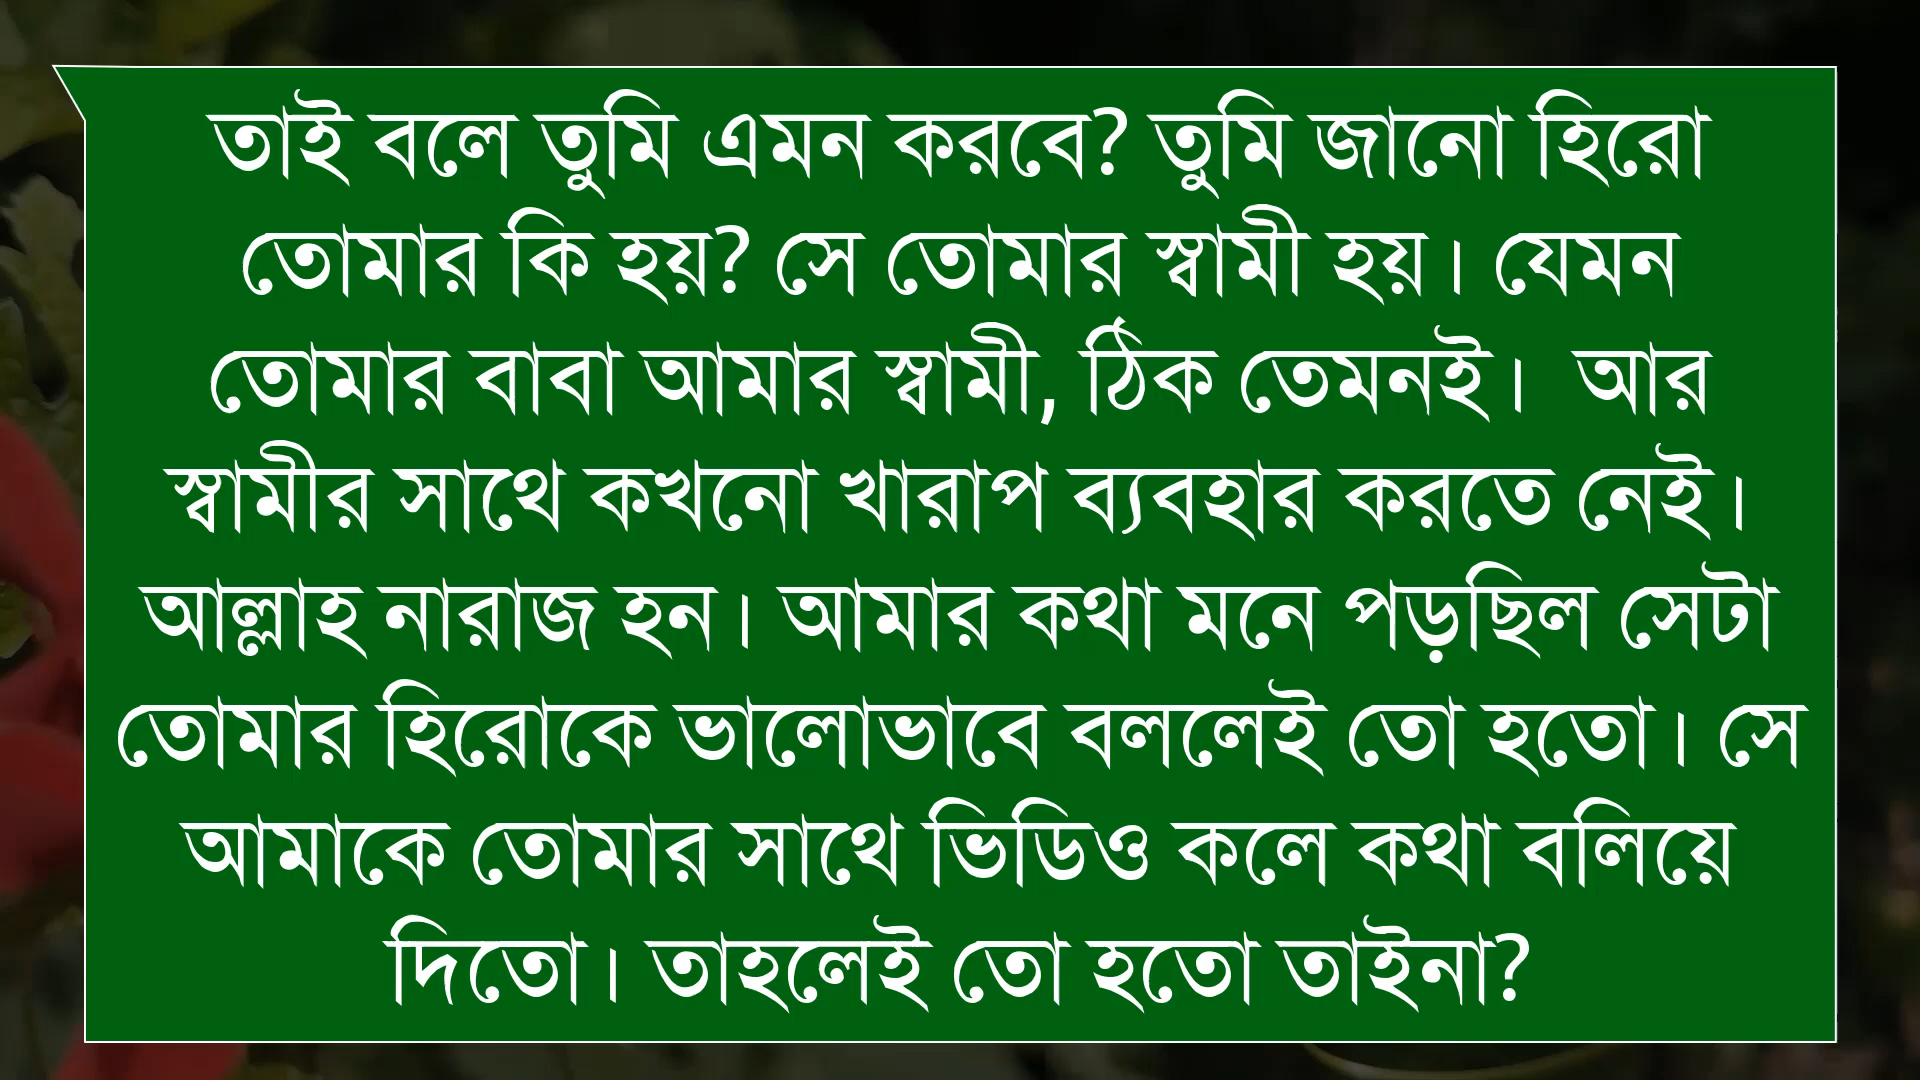 তাই বলে তুমি এমন করবে? তুমি জানো হিরো
তোমার কি হয়? সে তোমার স্বামী হয়। যেমন
তোমার বাবা আমার স্বামী, ঠিক তেমনই। আর
স্বামীর সাথে কখনো খারাপ ব্যবহার করতে নেই।
আল্লাহ নারাজ হন। আমার কথা মনে পড়ছিল সেটা
তোমার হিরোকে ভালোভাবে বললেই তো হতো। সে
আমাকে তোমার সাথে ভিডিও কলে কথা বলিয়ে
দিতো। তাহলেই তো হতো তাইনা?